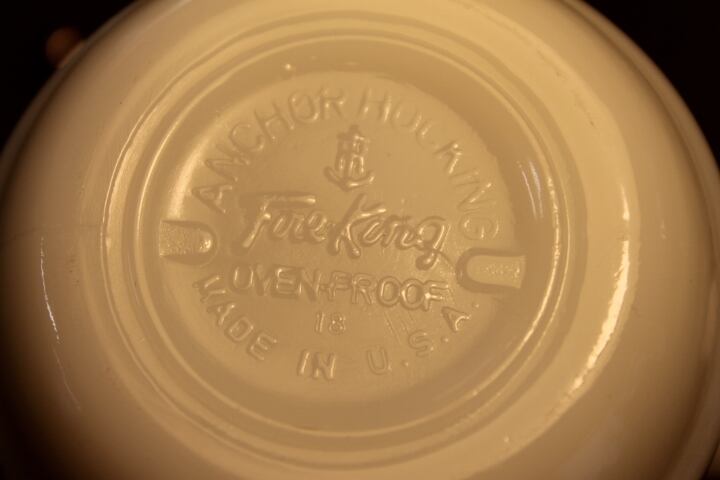 ANCHOR HOCKING
Fire-King
OVEN-PROOF
18
MADE IN U.S.A.